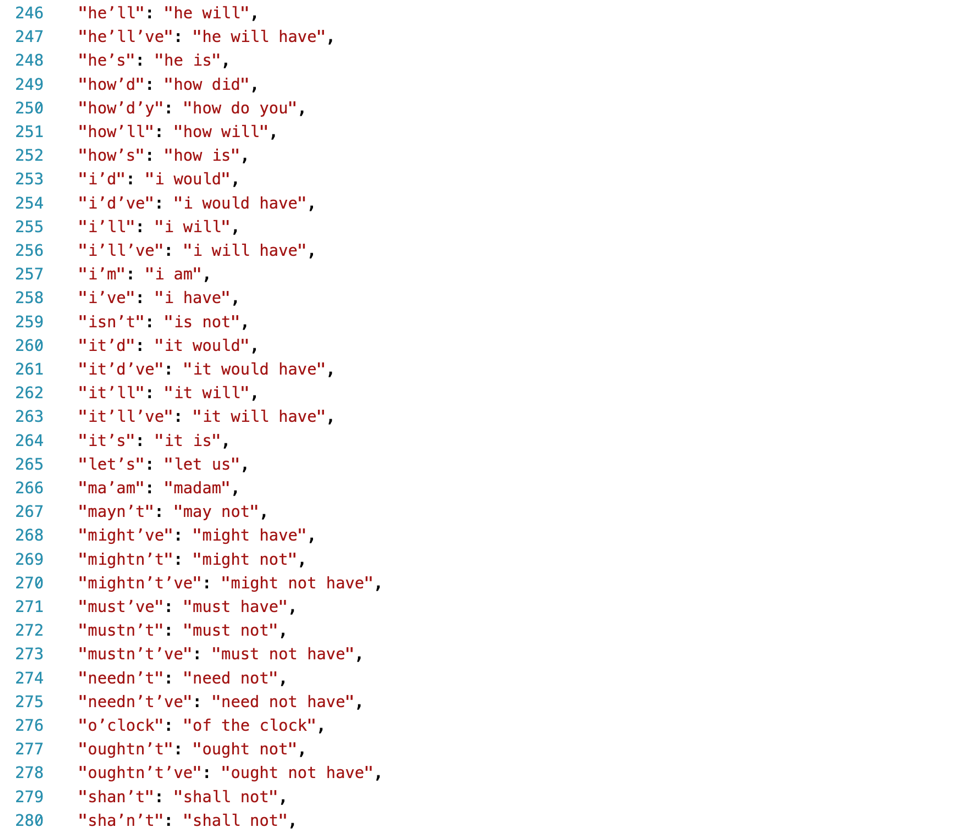 246 "he’ll": "he will",
247 "he’ll’ve": "he will have",
248 "he’s": "he is",
249 "how’d": "how did",
250 "how’d’y": "how do you",
251 "how’ll": "how will",
252 "how’s": "how is",
253 "i’d": "i would",
254 "i’d’ve": "i would have",
255 "i’ll": "i will",
256 "i’ll’ve": "i will have",
257 "i’m": "i am",
258 "i’ve": "i have",
259 "isn’t": "is not",
260 "it’d": "it would",
261 "it’d’ve": "it would have",
262 "it’ll": "it will",
263 "it’ll’ve": "it will have",
264 "it’s": "it is",
265 "let’s": "let us",
266 "ma’am": "madam",
267 "mayn’t": "may not",
268 "might’ve": "might have",
269 "mightn’t": "might not",
270 "mightn’t’ve": "might not have",
271 "must’ve": "must have",
272 "mustn’t": "must not",
273 "mustn’t’ve": "must not have",
274 "needn’t": "need not",
275 "needn’t’ve": "need not have",
276 "o’clock": "of the clock",
277 "oughtn’t": "ought not",
278 "oughtn’t’ve": "ought not have",
279 "shan’t": "shall not",
280 "sha’n’t": "shall not",